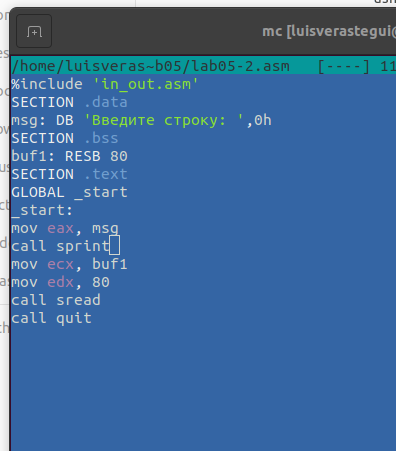 mc [luisverastegui@
/home/luisveras~b05/lab05-2.asm [----] 11
%include 'in_out.asm'
SECTION .data
msg: DB 'Введите строку: ',0h
SECTION .bss
buf1: RESB 80
SECTION .text
GLOBAL _start
_start:
mov eax, msg
call sprint
mov ecx, buf1
mov edx, 80
call sread
call quit